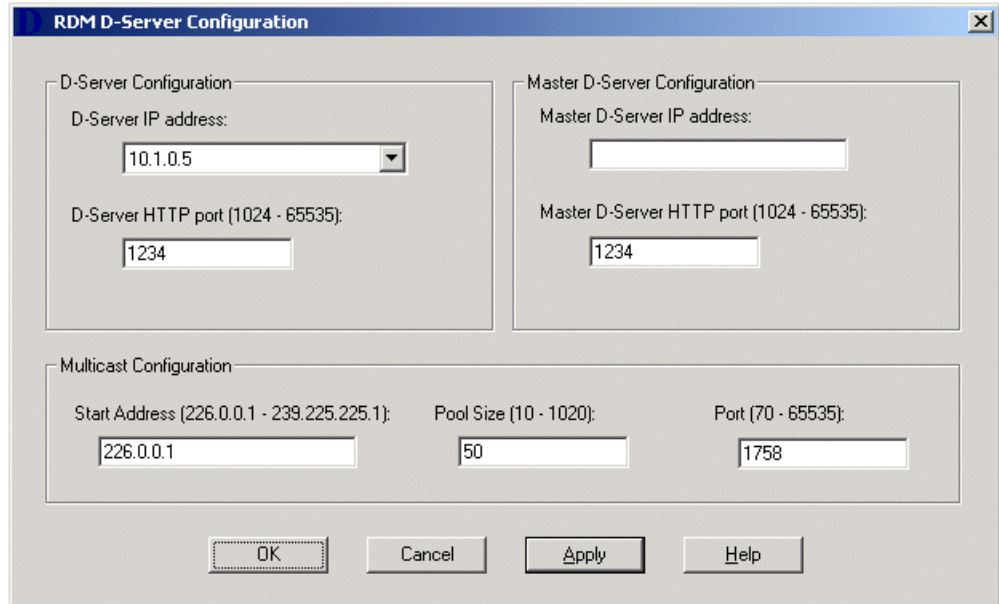 RDM D-Server Configuration
D-Server Configuration
D-Server IP address:
10.1.0.5
D-Server HTTP port (1024 - 65535):
1234
Master D-Server Configuration
Master D-Server IP address:
Master D-Server HTTP port (1024 - 65535):
1234
Multicast Configuration
Start Address (226.0.0.1 - 239.225.225.1):
226.0.0.1
Pool Size (10 - 1020):
50
Port (70 - 65535):
1758
OK
Cancel
Apply
Help